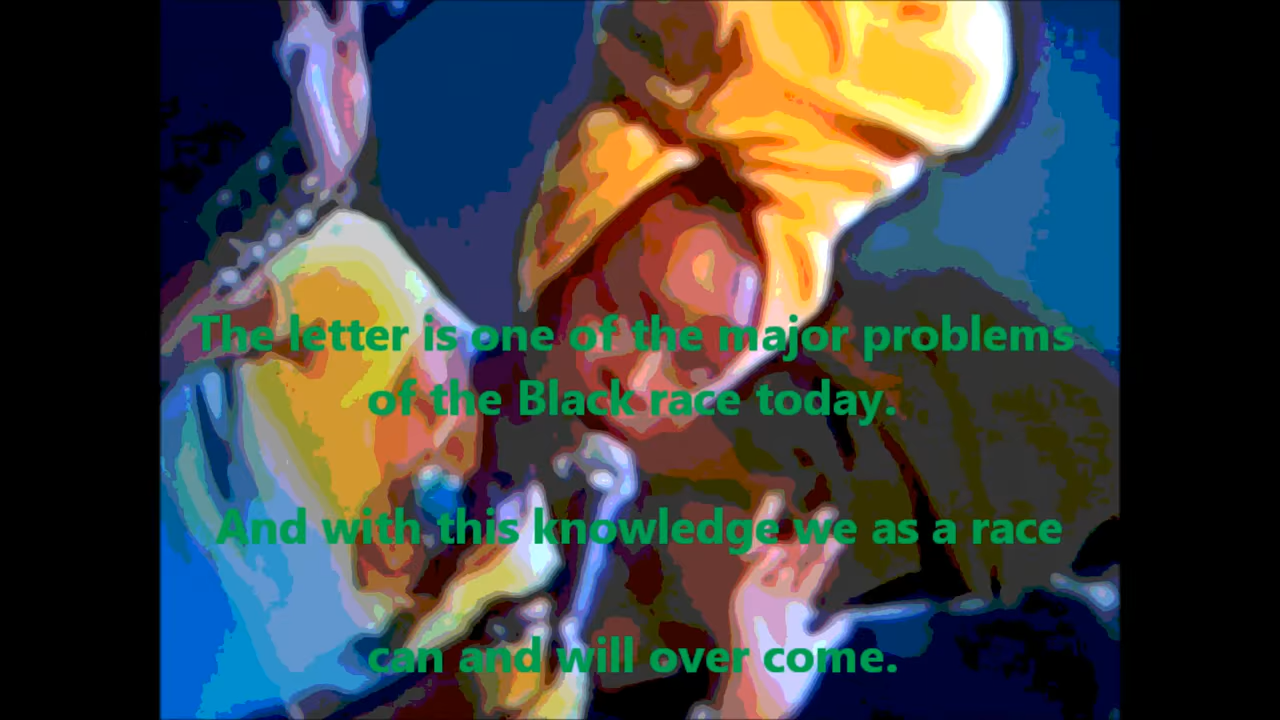 The letter is one of the major problems
of the Black race today.
And with this knowledge we as a race
can and will over come.